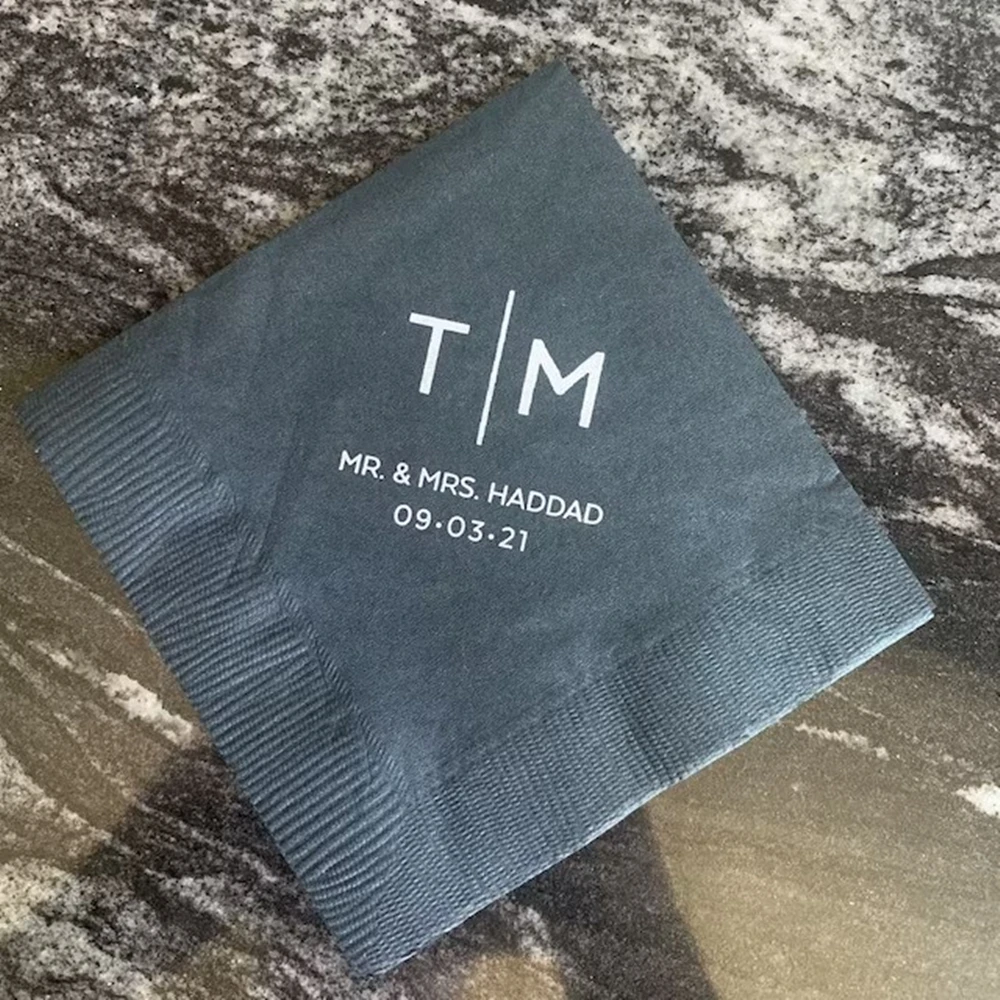 T|M
MR. & MRS. HADDAD
09•03•21